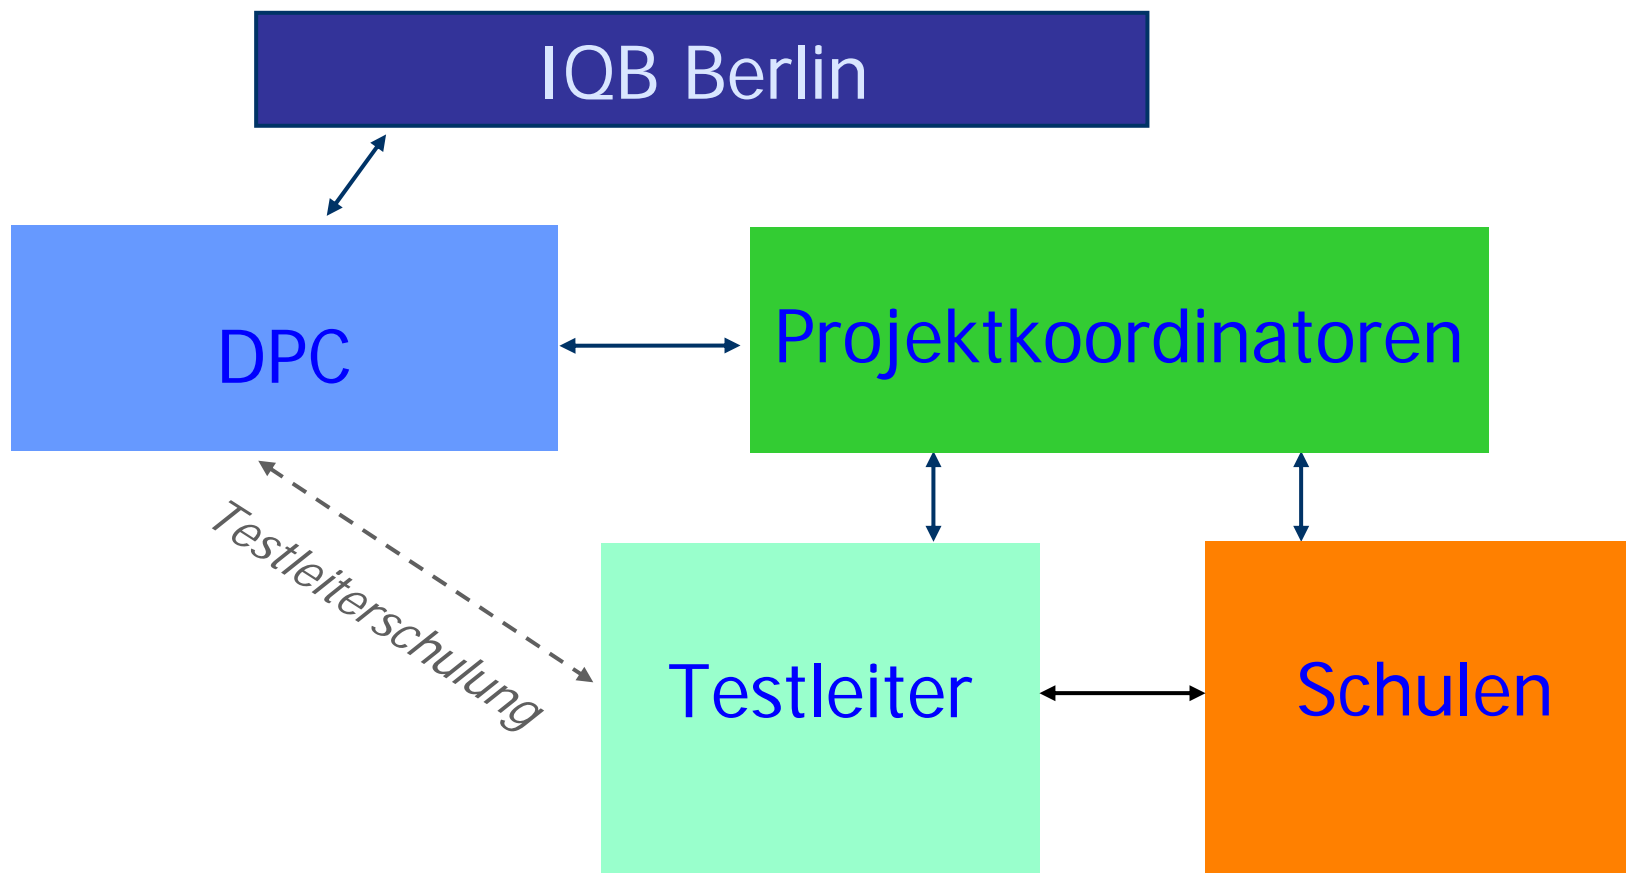 IQB Berlin
DPC
Projektkoordinatoren
Testleiterschulung
Testleiter
Schulen